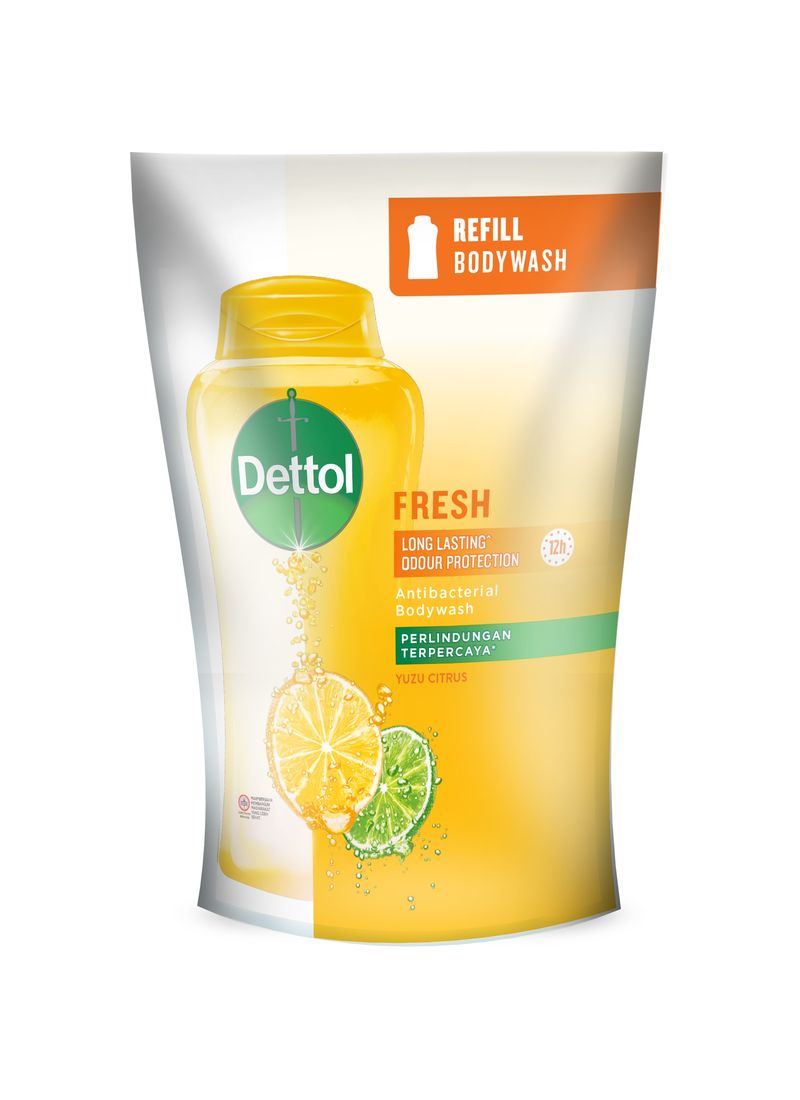 REFILL
BODYWASH
Dettol
FRESH
LONG LASTING^
ODOUR PROTECTION
12h
Antibacterial
Bodywash
PERLINDUNGAN
TERPERCAYA*
YUZU CITRUS